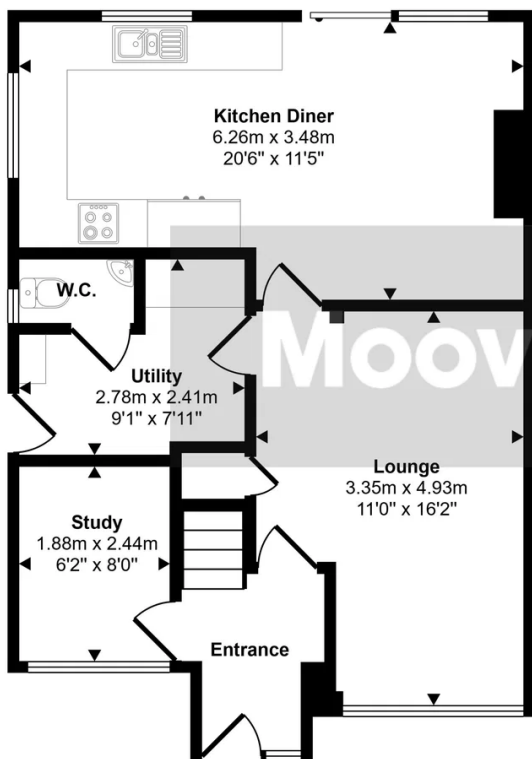 Kitchen Diner
6.26m x 3.48m
20'6" x 11'5"
W.C.
Moov
Utility
2.78m x 2.41m
9'1" x 7'11"
Lounge
3.35m x 4.93m
11'0" x 16'2"
Study
1.88m x 2.44m
6'2" x 8'0"
Entrance